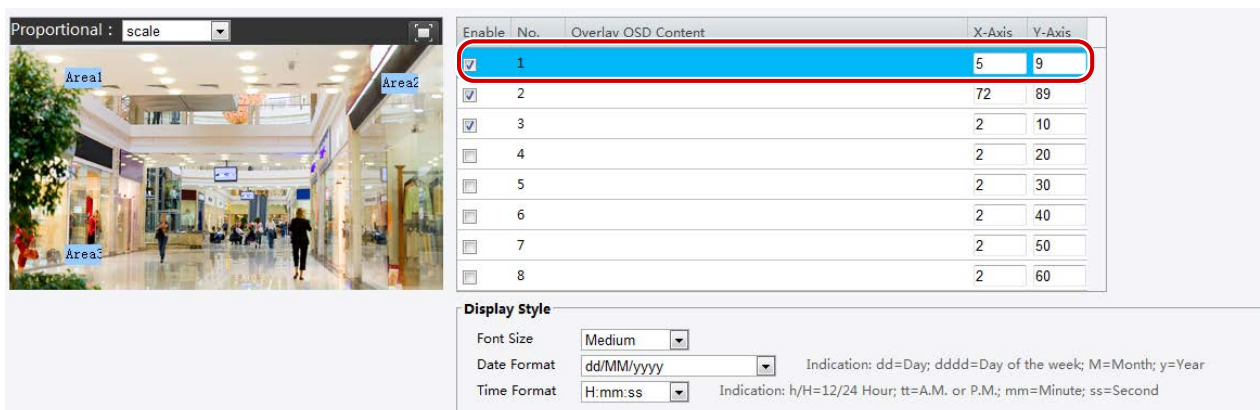 Proportional : scale
Area1
Area2
Area3
Enable No. Overlay OSD Content X-Axis Y-Axis
1 5 9
2 72 89
3 2 10
4 2 20
5 2 30
6 2 40
7 2 50
8 2 60
Display Style
Font Size Medium
Date Format dd/MM/yyyy Indication: dd=Day; dddd=Day of the week; M=Month; y=Year
Time Format H:mm:ss Indication: h/H=12/24 Hour; tt=A.M. or P.M.; mm=Minute; ss=Second